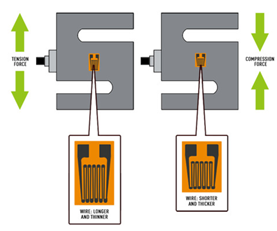 TENSION
FORCE
COMPRESSION
FORCE
WIRE: LONGER
AND THINNER
WIRE: SHORTER
AND THICKER